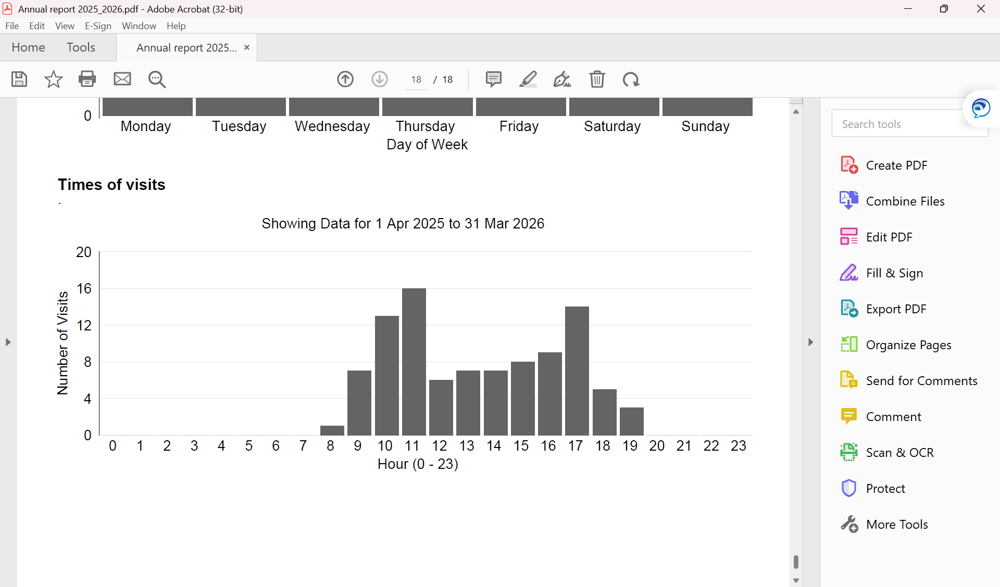 Annual report 2025_2026.pdf - Adobe Acrobat (32-bit)
File Edit View E-Sign Window Help
Home Tools Annual report 2025... ×
18 / 18
0
Monday Tuesday Wednesday Thursday Friday Saturday Sunday
Day of Week
Times of visits
.
Showing Data for 1 Apr 2025 to 31 Mar 2026
Number of Visits
20
16
12
8
4
0
0 1 2 3 4 5 6 7 8 9 10 11 12 13 14 15 16 17 18 19 20 21 22 23
Hour (0 - 23)
Search tools
Create PDF
Combine Files
Edit PDF
Fill & Sign
Export PDF
Organize Pages
Send for Comments
Comment
Scan & OCR
Protect
More Tools